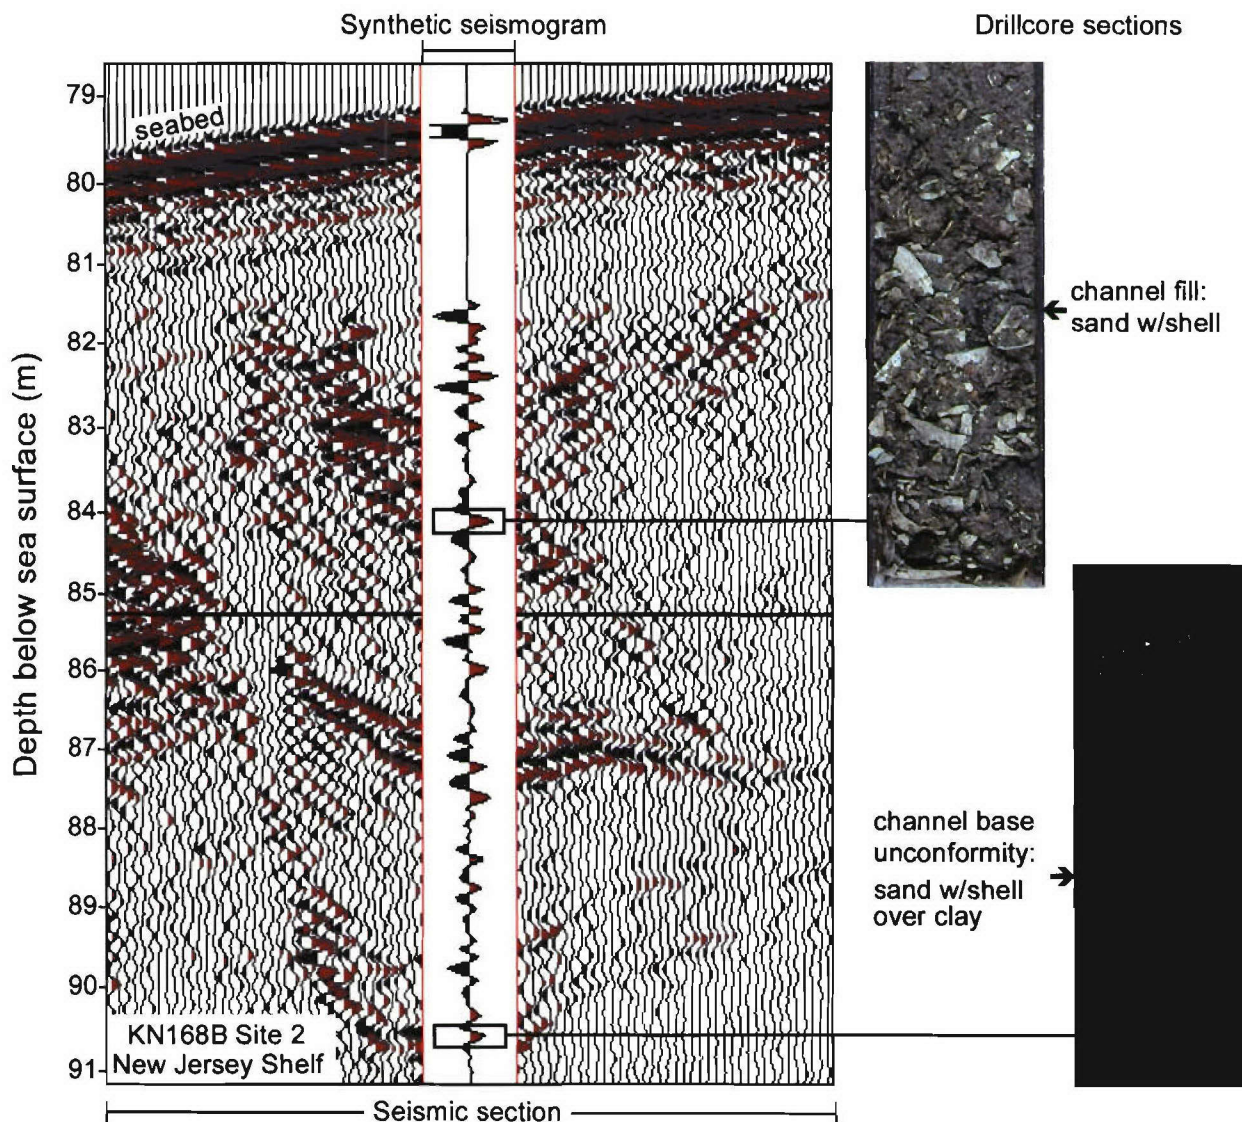 Synthetic seismogram
Drillcore sections
79
seabed
80
81
82
83
84
85
86
87
88
89
90
91
Depth below sea surface (m)
channel fill:
sand w/shell
channel base
unconformity:
sand w/shell
over clay
KN168B Site 2
New Jersey Shelf
Seismic section